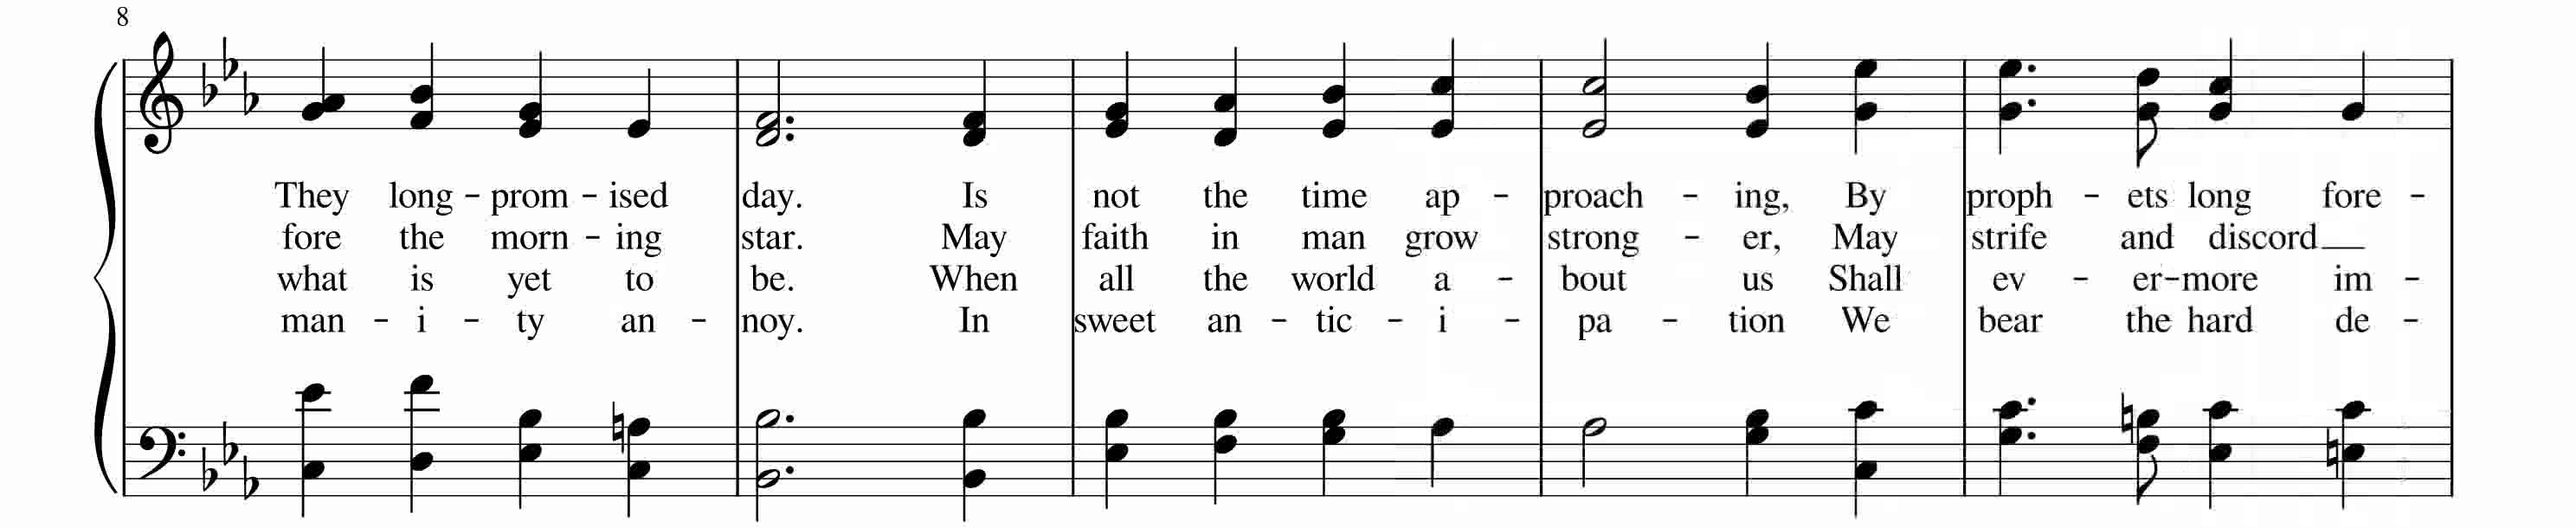 8
They long - prom - ised day. Is not the time ap - proach - ing, By proph - ets long fore -
fore the morn - ing star. May faith in man grow strong - er, May strife and discord
what is yet to be. When all the world a - bout us Shall ev - er-more im -
man - i - ty an - noy. In sweet an - tic - i - pa - tion We bear the hard de -